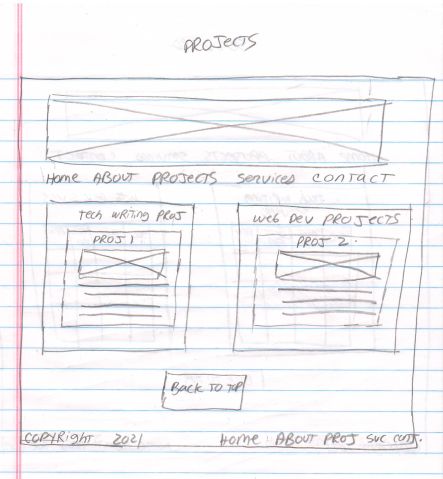 PROJECTS
Home ABOUT PROJECTS Services CONTACT
Tech WRITING PROJ
Web Dev PROJECTS
PROJ 1
PROJ 2.
Back TO TOP
COPYRIGHT 2021
Home ABOUT PROJ SVC CONT.